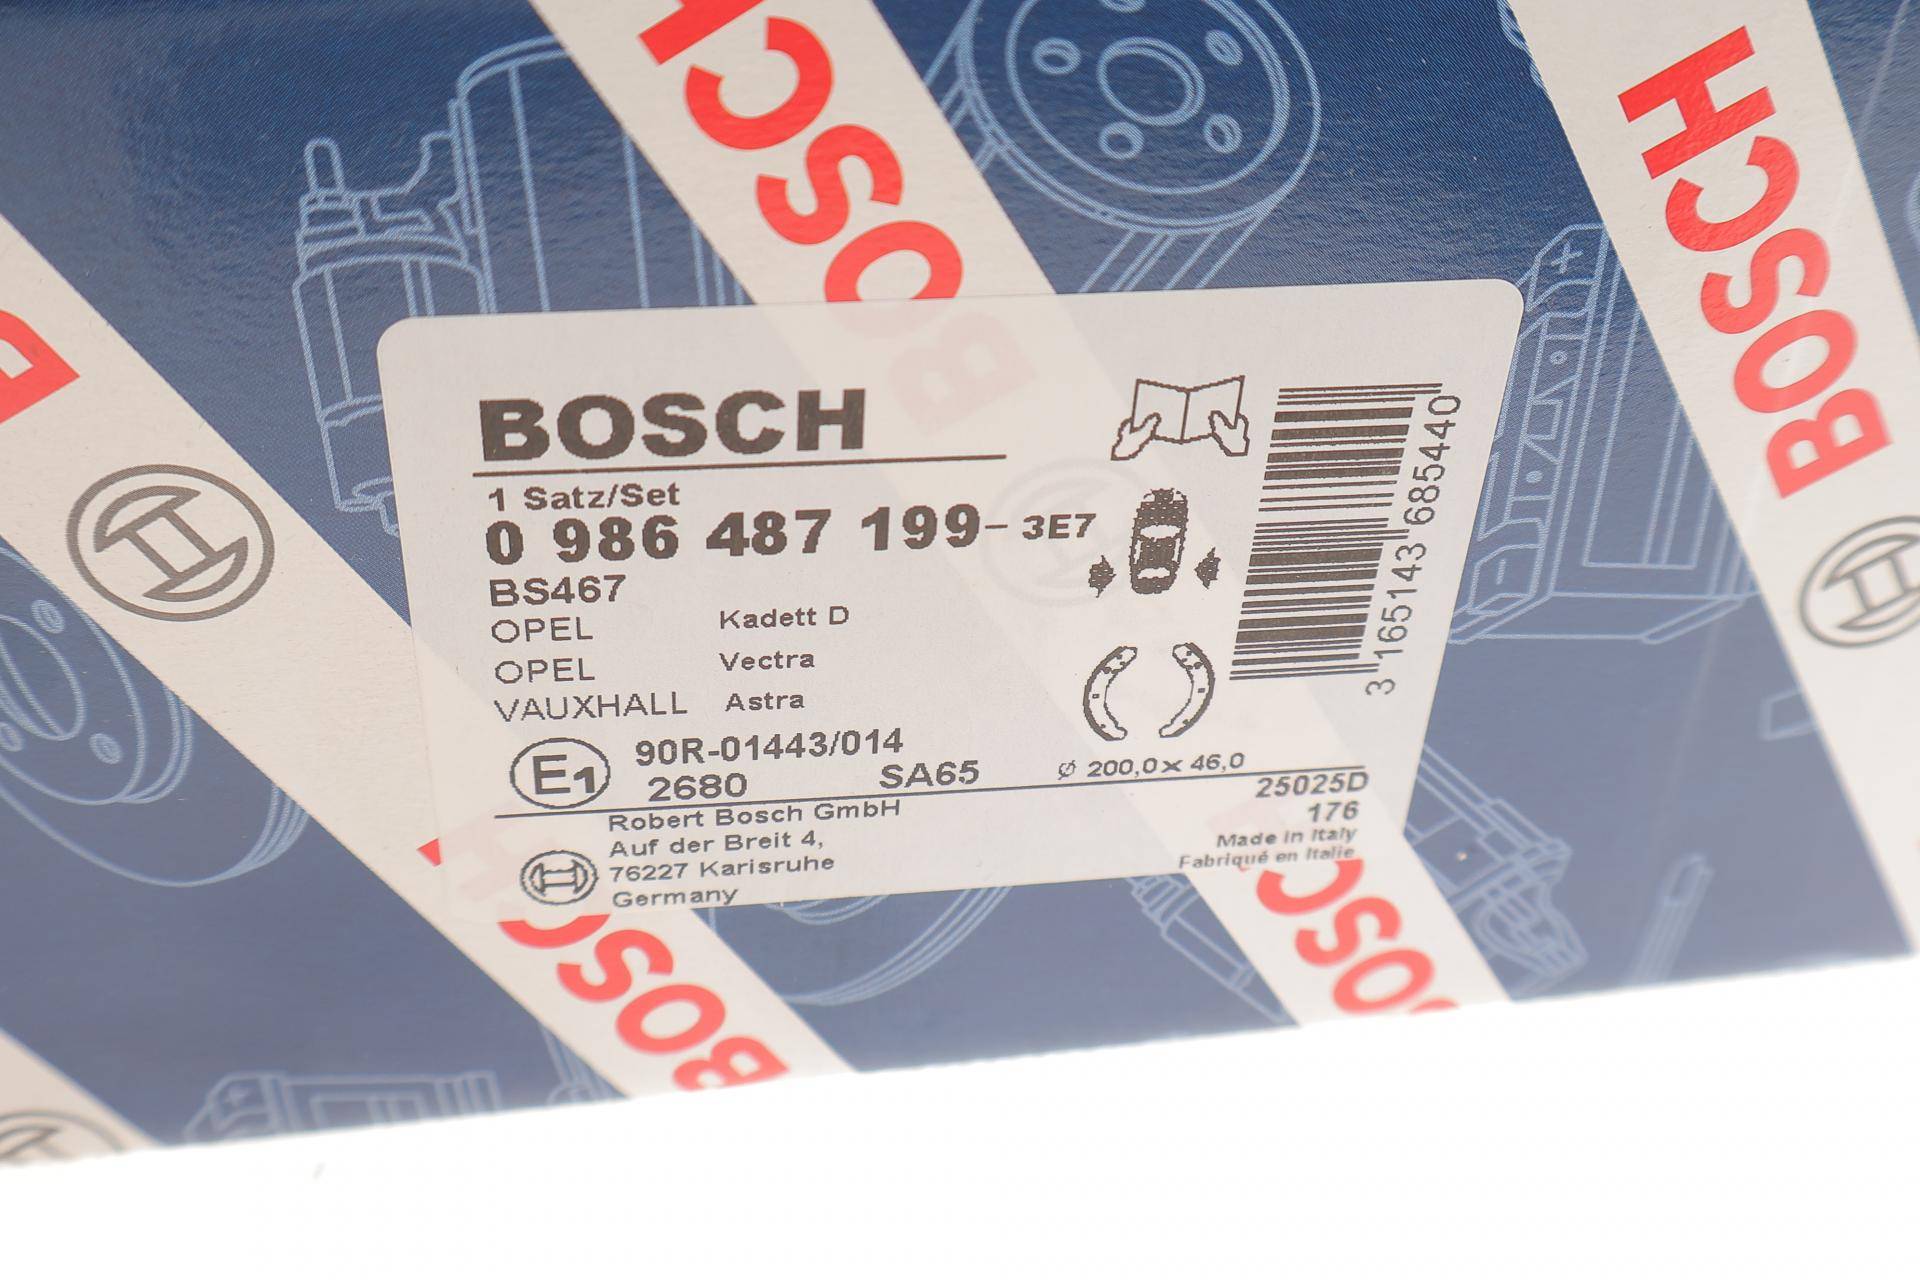 BOSCH
BOSCH
BOSCH
1 Satz/Set
0 986 487 199- 3E7
BS467
OPEL Kadett D
OPEL Vectra
VAUXHALL Astra
E1 90R-01443/014
2680 SA65 Ø 200,0x 46,0
3 165143 685440
25025D
176
Made in Italy
Fabriqué en Italie
Robert Bosch GmbH
Auf der Breit 4,
76227 Karlsruhe
Germany
BOSCH
BOSCH